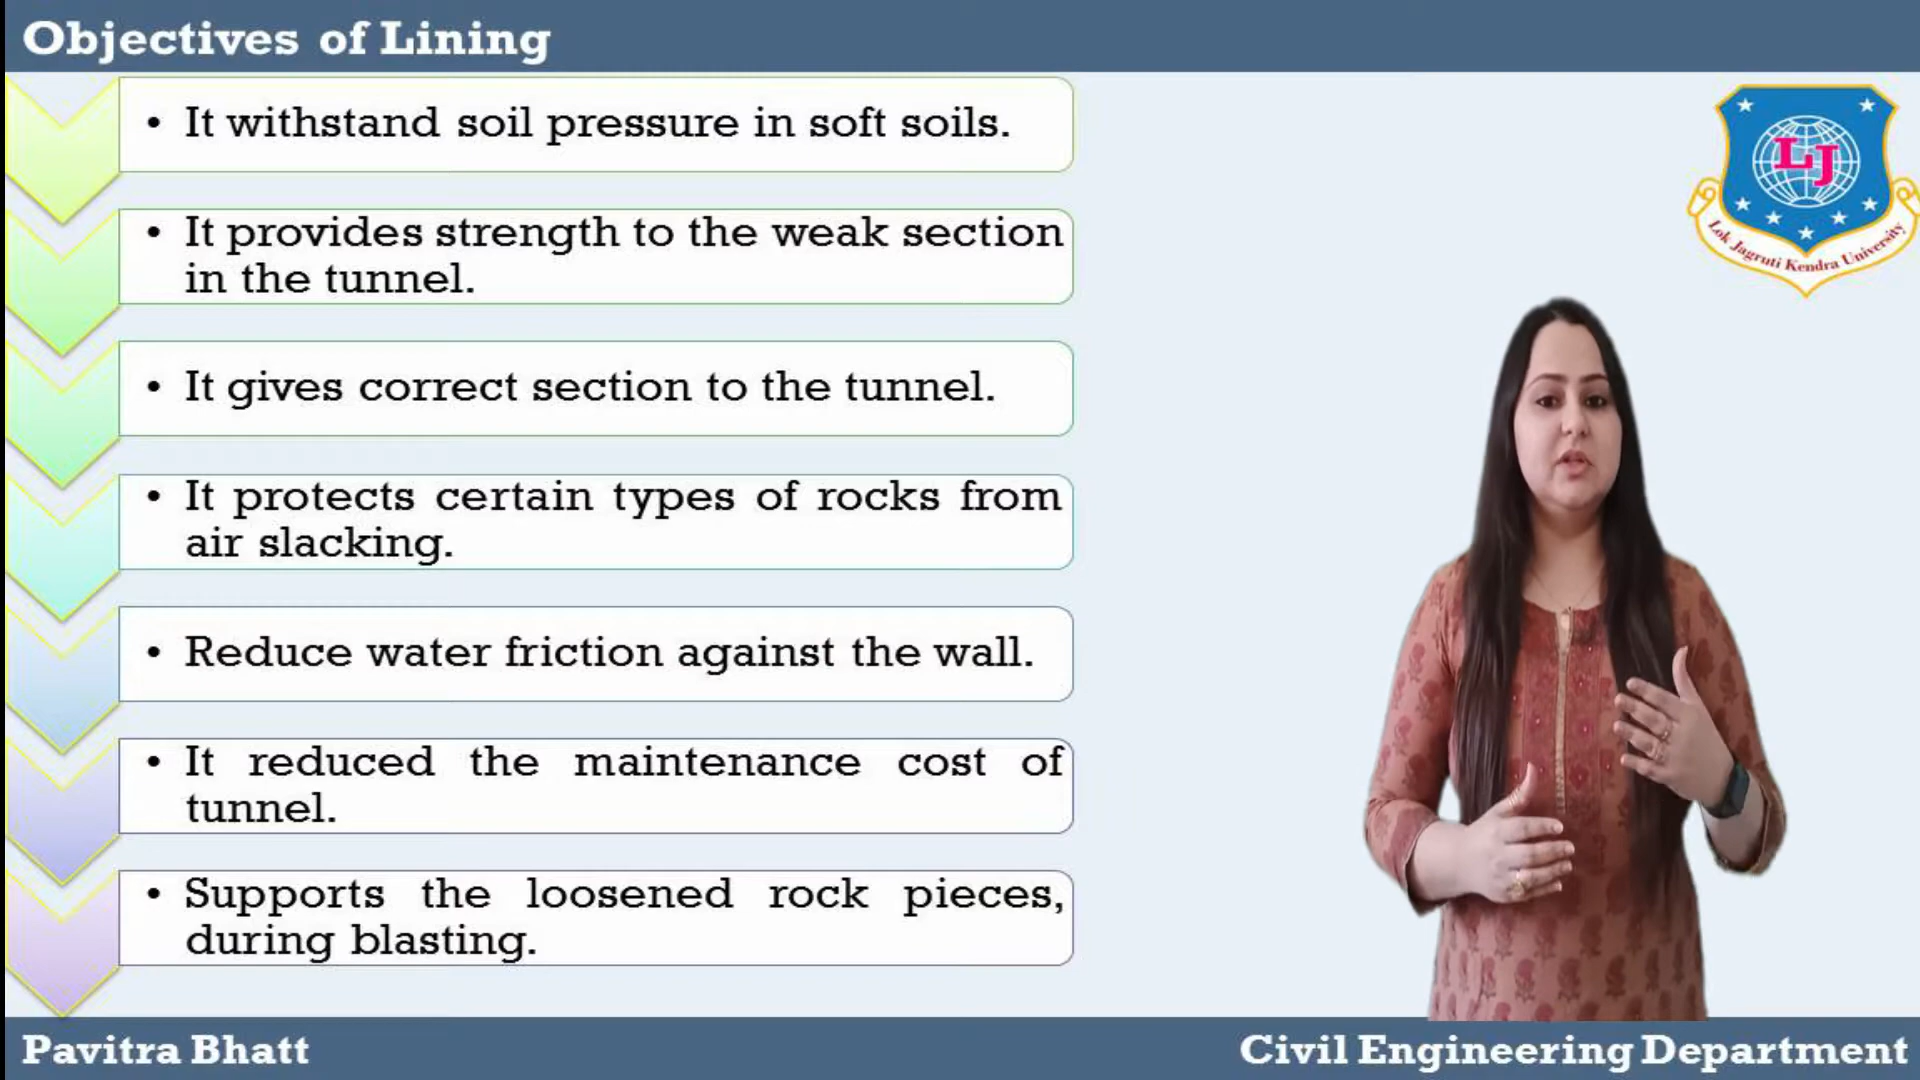 Objectives of Lining
• It withstand soil pressure in soft soils.
• It provides strength to the weak section
in the tunnel.
• It gives correct section to the tunnel.
• It protects certain types of rocks from
air slacking.
• Reduce water friction against the wall.
• It reduced the maintenance cost of
tunnel.
• Supports the loosened rock pieces,
during blasting.
LJ
Lok Jagruti Kendra University
Pavitra Bhatt
Civil Engineering Department